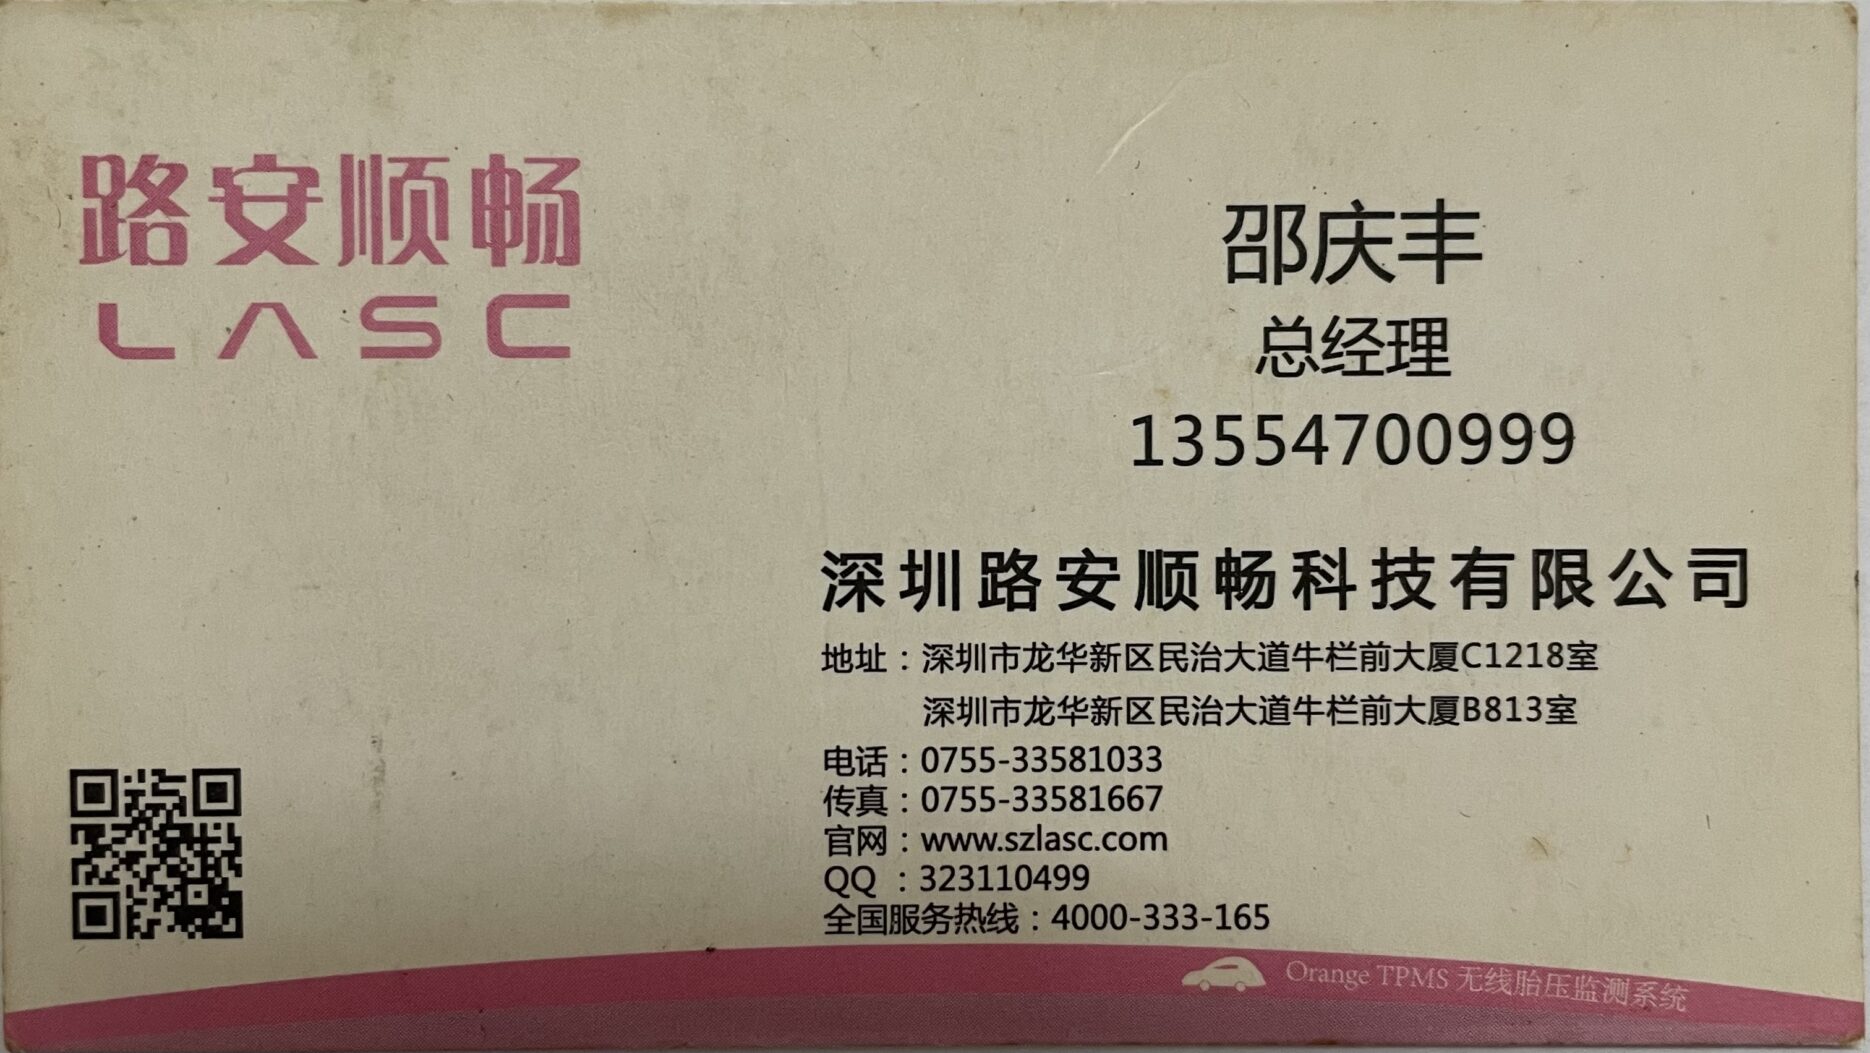 路安顺畅
LASC
邵庆丰
总经理
13554700999
深圳路安顺畅科技有限公司
地址：深圳市龙华新区民治大道牛栏前大厦C1218室
深圳市龙华新区民治大道牛栏前大厦B813室
电话：0755-33581033
传真：0755-33581667
官网：www.szlasc.com
QQ ：323110499
全国服务热线：4000-333-165
Orange TPMS 无线胎压监测系统